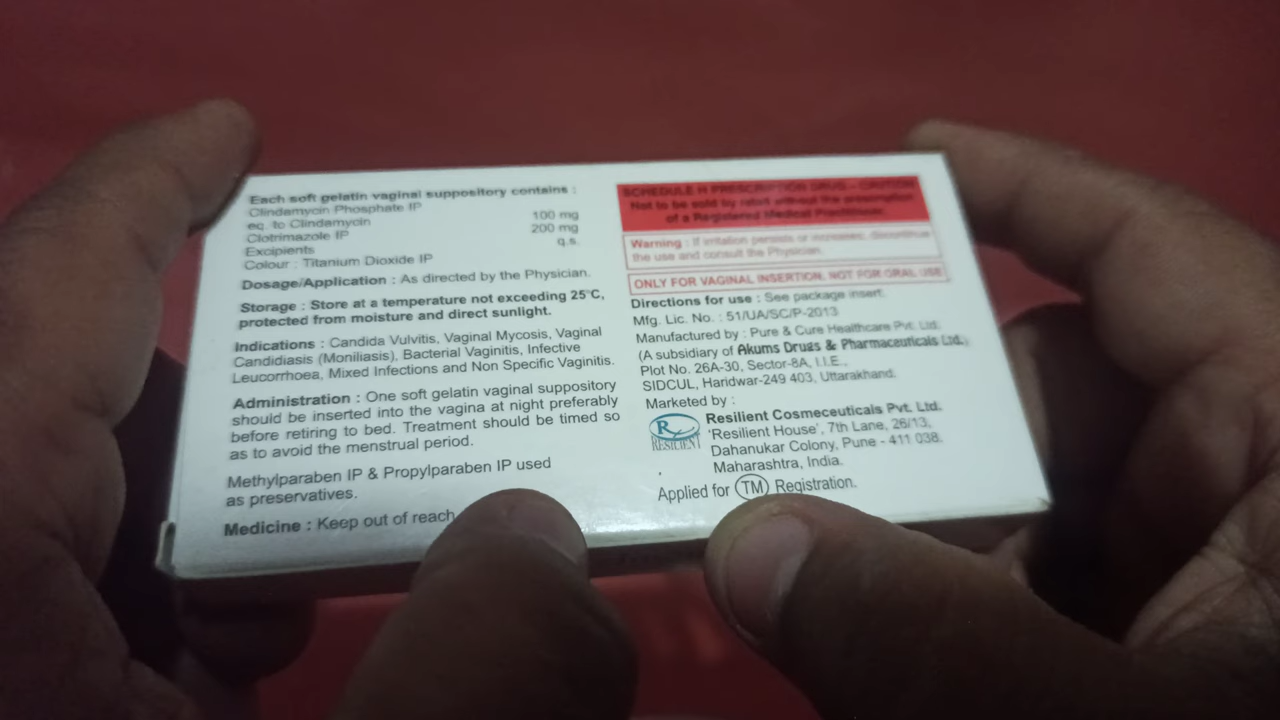 Each soft gelatin vaginal suppository contains :
Clindamycin Phosphate IP
eq. to Clindamycin 100 mg
Clotrimazole IP 200 mg
Excipients q.s.
Colour : Titanium Dioxide IP
Dosage/Application : As directed by the Physician.
Storage : Store at a temperature not exceeding 25°C,
protected from moisture and direct sunlight.
Indications : Candida Vulvitis, Vaginal Mycosis, Vaginal
Candidiasis (Moniliasis), Bacterial Vaginitis, Infective
Leucorrhoea, Mixed Infections and Non Specific Vaginitis.
Administration : One soft gelatin vaginal suppository
should be inserted into the vagina at night preferably
before retiring to bed. Treatment should be timed so
as to avoid the menstrual period.
Methylparaben IP & Propylparaben IP used
as preservatives.
Medicine : Keep out of reach
SCHEDULE H PRESCRIPTION DRUG - CAUTION
Not to be sold by retail without the prescription
of a Registered Medical Practitioner.
Warning : If irritation persists or increases, discontinue
the use and consult the Physician.
ONLY FOR VAGINAL INSERTION, NOT FOR ORAL USE
Directions for use : See package insert.
Mfg. Lic. No. : 51/UA/SC/P-2013
Manufactured by : Pure & Cure Healthcare Pvt. Ltd.
(A subsidiary of Akums Drugs & Pharmaceuticals Ltd.)
Plot No. 26A-30, Sector-8A, I.I.E.,
SIDCUL, Haridwar-249 403, Uttarakhand.
Marketed by :
Rx
RESILIENT
Resilient Cosmeceuticals Pvt. Ltd.
'Resilient House', 7th Lane, 26/13,
Dahanukar Colony, Pune - 411 038.
Maharashtra, India.
Applied for TM Registration.